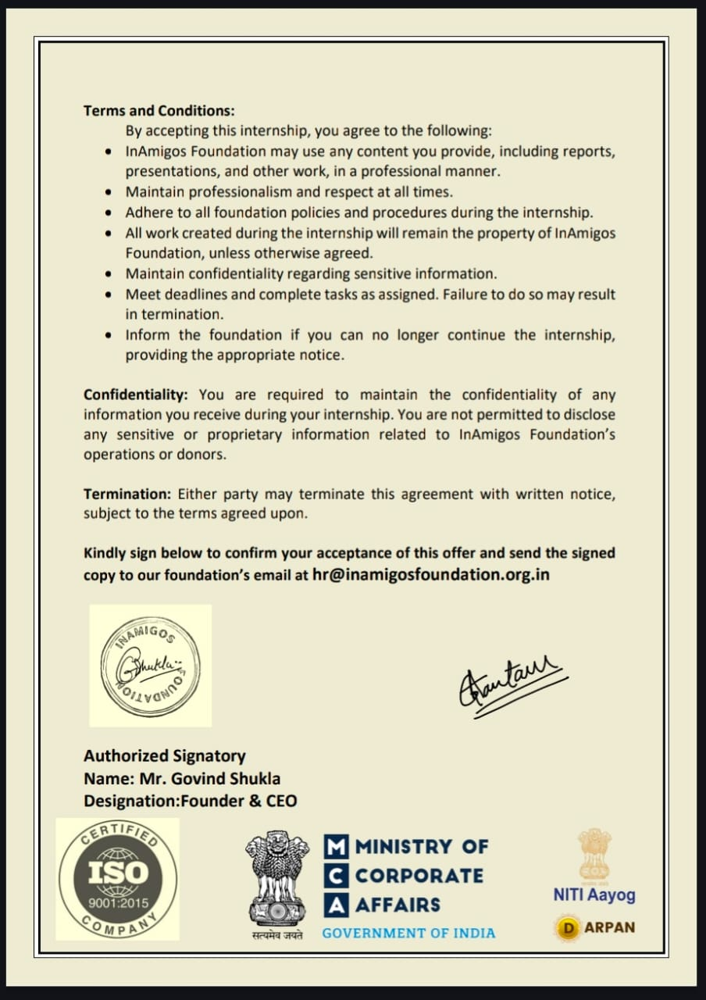 Terms and Conditions:
By accepting this internship, you agree to the following:
• InAmigos Foundation may use any content you provide, including reports,
presentations, and other work, in a professional manner.
• Maintain professionalism and respect at all times.
• Adhere to all foundation policies and procedures during the internship.
• All work created during the internship will remain the property of InAmigos
Foundation, unless otherwise agreed.
• Maintain confidentiality regarding sensitive information.
• Meet deadlines and complete tasks as assigned. Failure to do so may result
in termination.
• Inform the foundation if you can no longer continue the internship,
providing the appropriate notice.
Confidentiality: You are required to maintain the confidentiality of any
information you receive during your internship. You are not permitted to disclose
any sensitive or proprietary information related to InAmigos Foundation's
operations or donors.
Termination: Either party may terminate this agreement with written notice,
subject to the terms agreed upon.
Kindly sign below to confirm your acceptance of this offer and send the signed
copy to our foundation's email at hr@inamigosfoundation.org.in
INAMIGOS
GShukla
FOUNDATION
Authorized Signatory
Name: Mr. Govind Shukla
Designation:Founder & CEO
CERTIFIED
ISO
9001:2015
COMPANY
सत्यमेव जयते
MINISTRY OF
CORPORATE
AFFAIRS
M
C
A
GOVERNMENT OF INDIA
NITI Aayog
D ARPAN